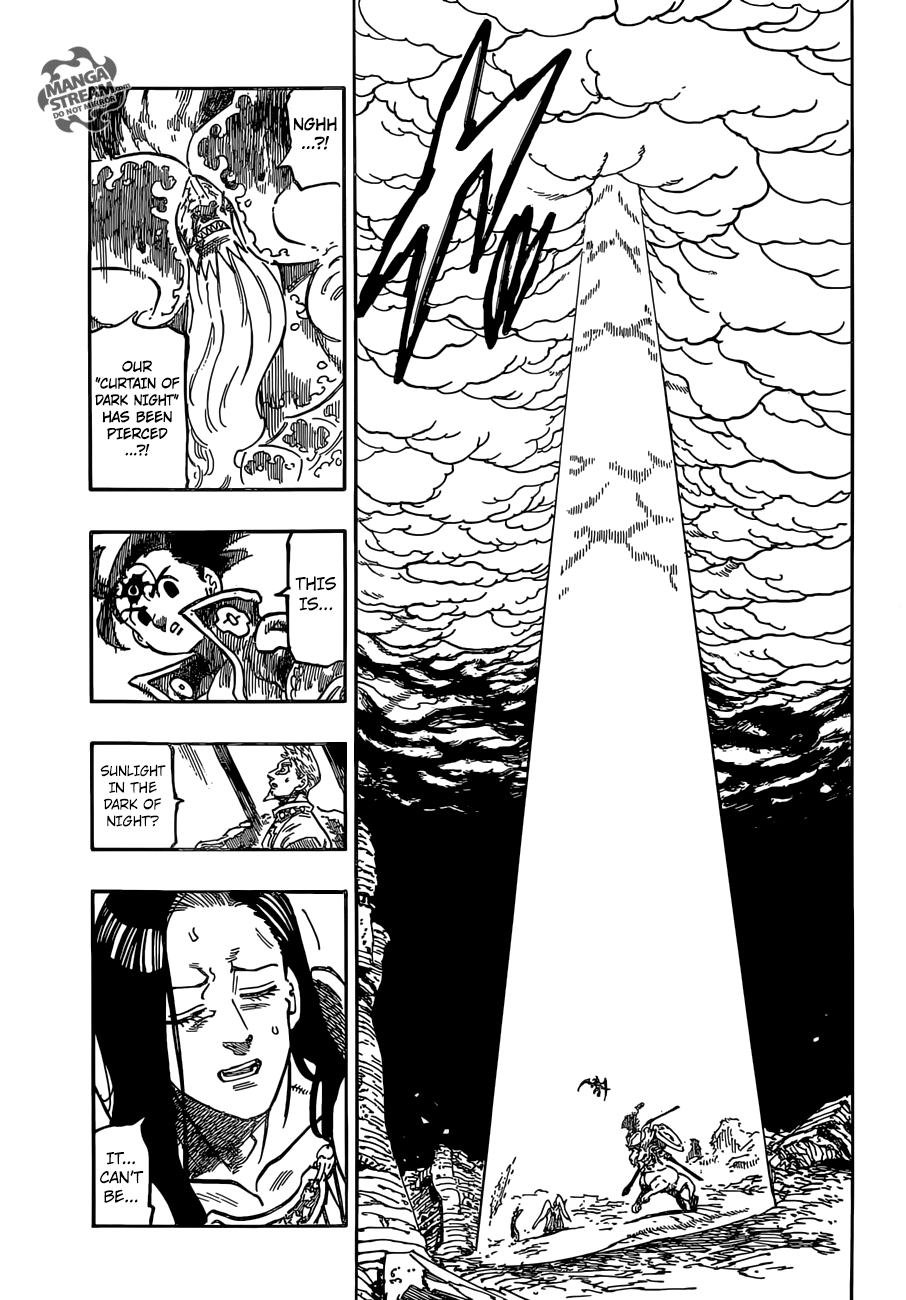 MANGA
STREAM.com
DO NOT MIRROR
NGHH
...?!
OUR
"CURTAIN OF
DARK NIGHT"
HAS BEEN
PIERCED
...?!
THIS
IS...
SUNLIGHT
IN THE
DARK OF
NIGHT?
IT...
CAN'T
BE...